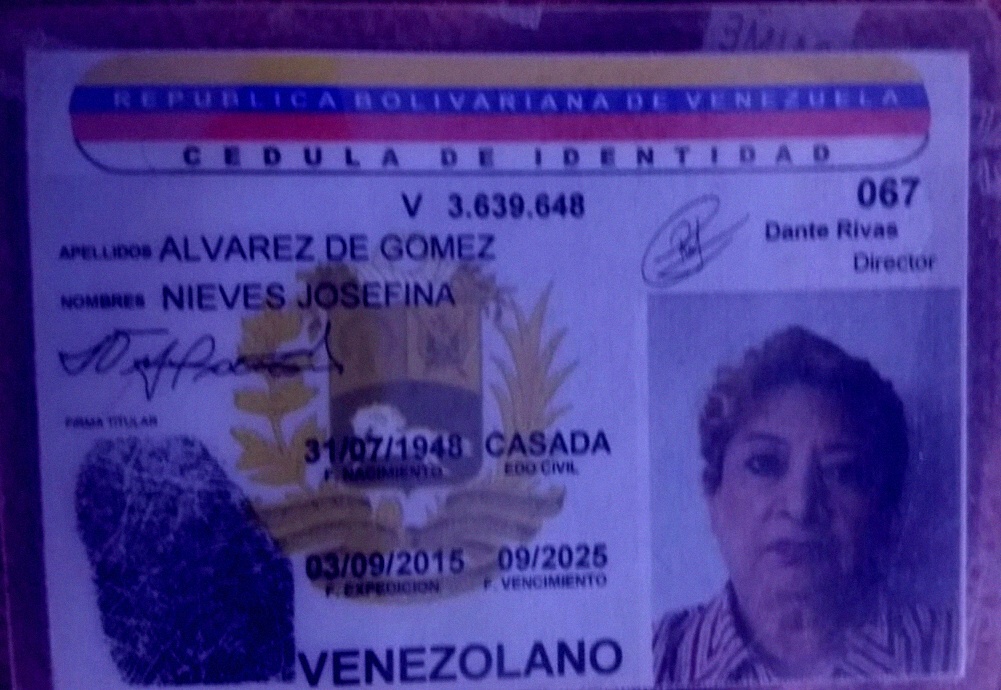 REPUBLICA BOLIVARIANA DE VENEZUELA
CEDULA DE IDENTIDAD
V 3.639.648
067
Dante Rivas
Director
APELLIDOS ALVAREZ DE GOMEZ
NOMBRES NIEVES JOSEFINA
FIRMA TITULAR
31/07/1948 CASADA
F. NACIMIENTO EDO CIVIL
03/09/2015 09/2025
F. EXPEDICION F. VENCIMIENTO
VENEZOLANO